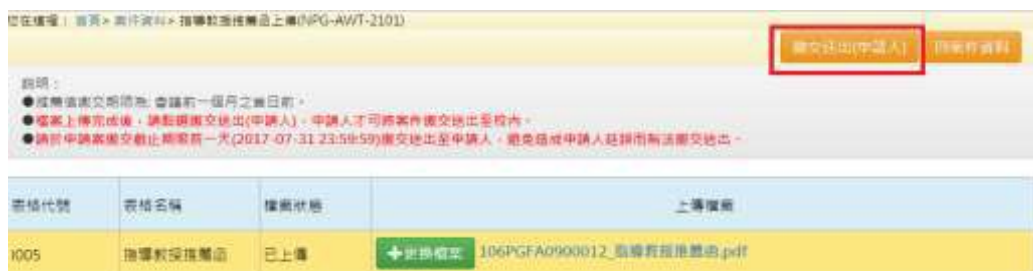 您在這裡： 首頁> 案件資料> 指導教授推薦函上傳(NPG-AWT-2101)
繳交送出(申請人) 回案件資料
說明：
●推薦信繳交期限為: 會議前一個月之首日前。
●檔案上傳完成後，請點選繳交送出(申請人)，申請人才可將案件繳交送出至校內。
●請於申請案繳交截止期限前一天(2017-07-31 23:59:59)繳交送出至申請人，避免造成申請人延誤而無法繳交送出。
表格代號 表格名稱 檔案狀態 上傳檔案
I005 指導教授推薦函 已上傳 +更換檔案 106PGFA0900012_指導教授推薦函.pdf